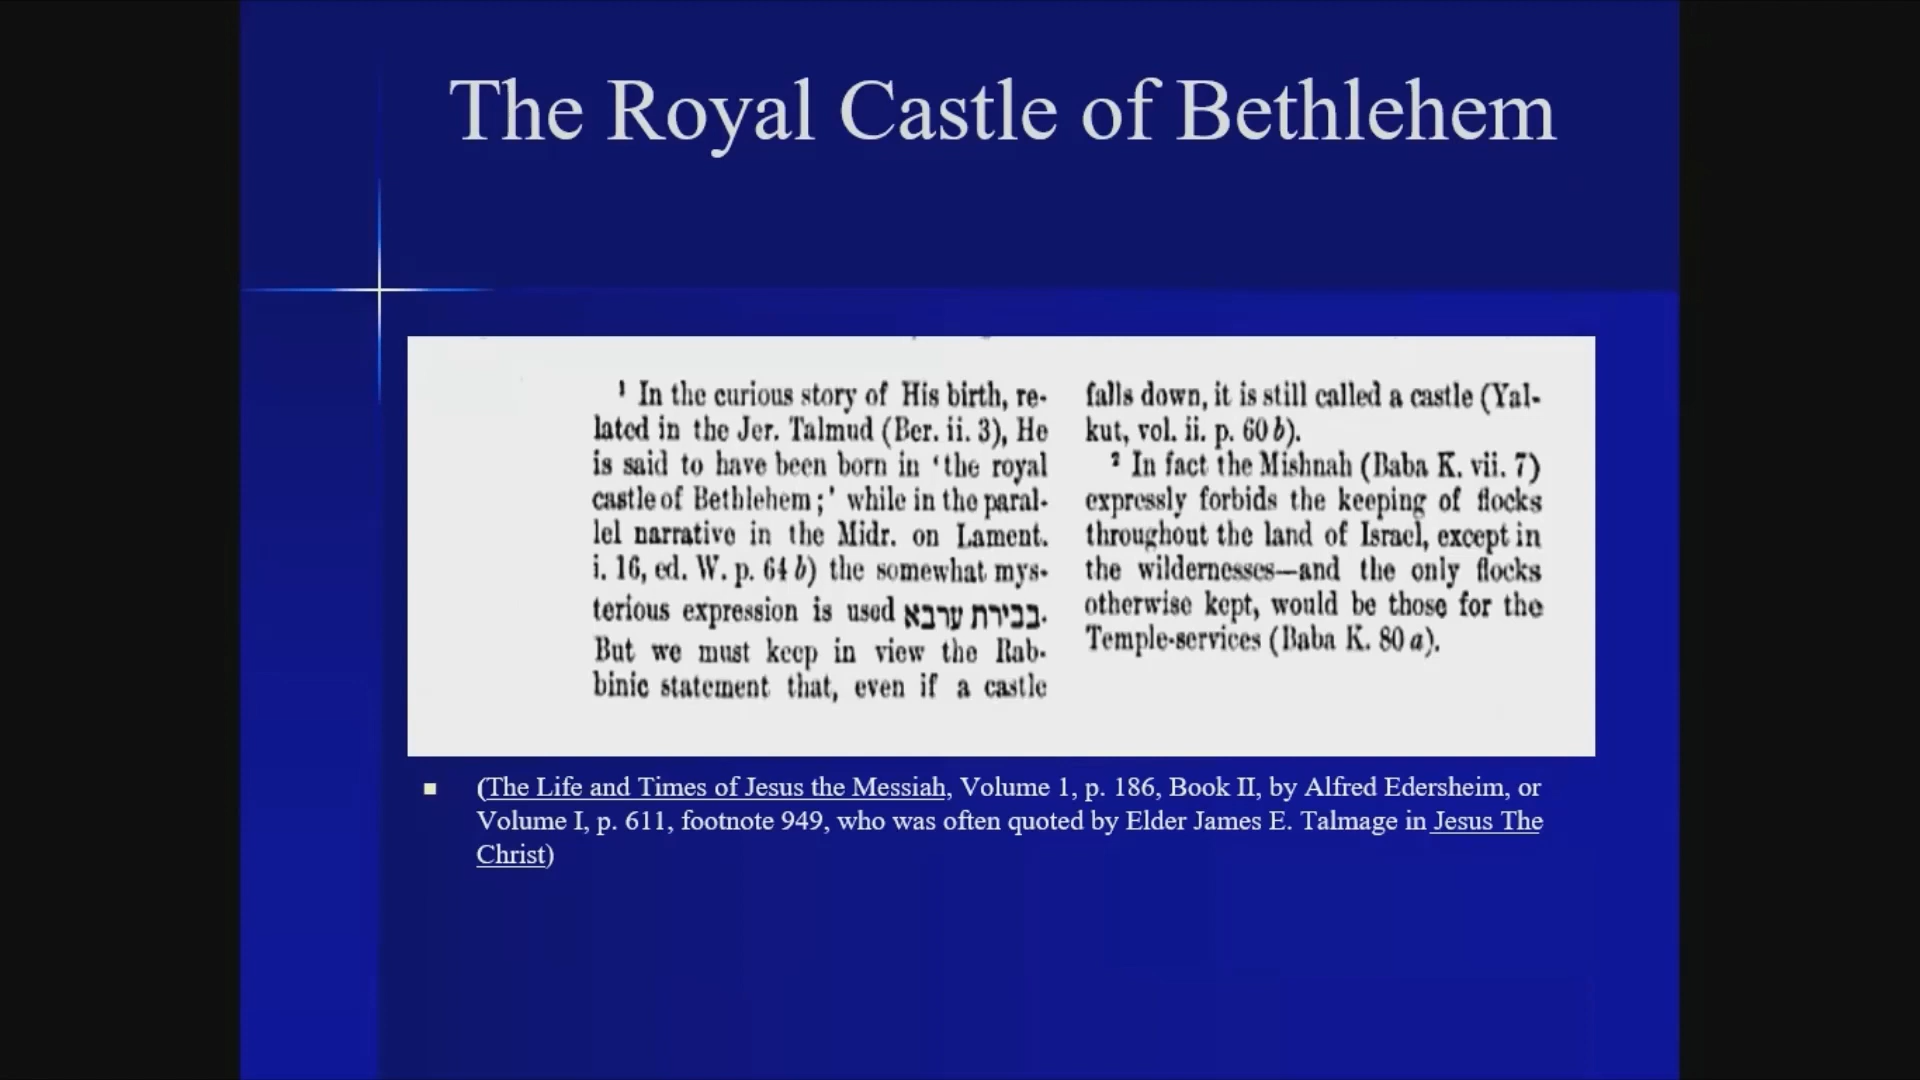 The Royal Castle of Bethlehem
¹ In the curious story of His birth, re-
lated in the Jer. Talmud (Ber. ii. 3), He
is said to have been born in ‘the royal
castle of Bethlehem;’ while in the paral-
lel narrative in the Midr. on Lament.
i. 16, ed. W. p. 64 b) the somewhat mys-
terious expression is used בבירת ערבא.
But we must keep in view the Rab-
binic statement that, even if a castle
falls down, it is still called a castle (Yal-
kut, vol. ii. p. 60 b).
² In fact the Mishnah (Baba K. vii. 7)
expressly forbids the keeping of flocks
throughout the land of Israel, except in
the wildernesses—and the only flocks
otherwise kept, would be those for the
Temple-services (Baba K. 80 a).
(The Life and Times of Jesus the Messiah, Volume 1, p. 186, Book II, by Alfred Edersheim, or
Volume I, p. 611, footnote 949, who was often quoted by Elder James E. Talmage in Jesus The
Christ)